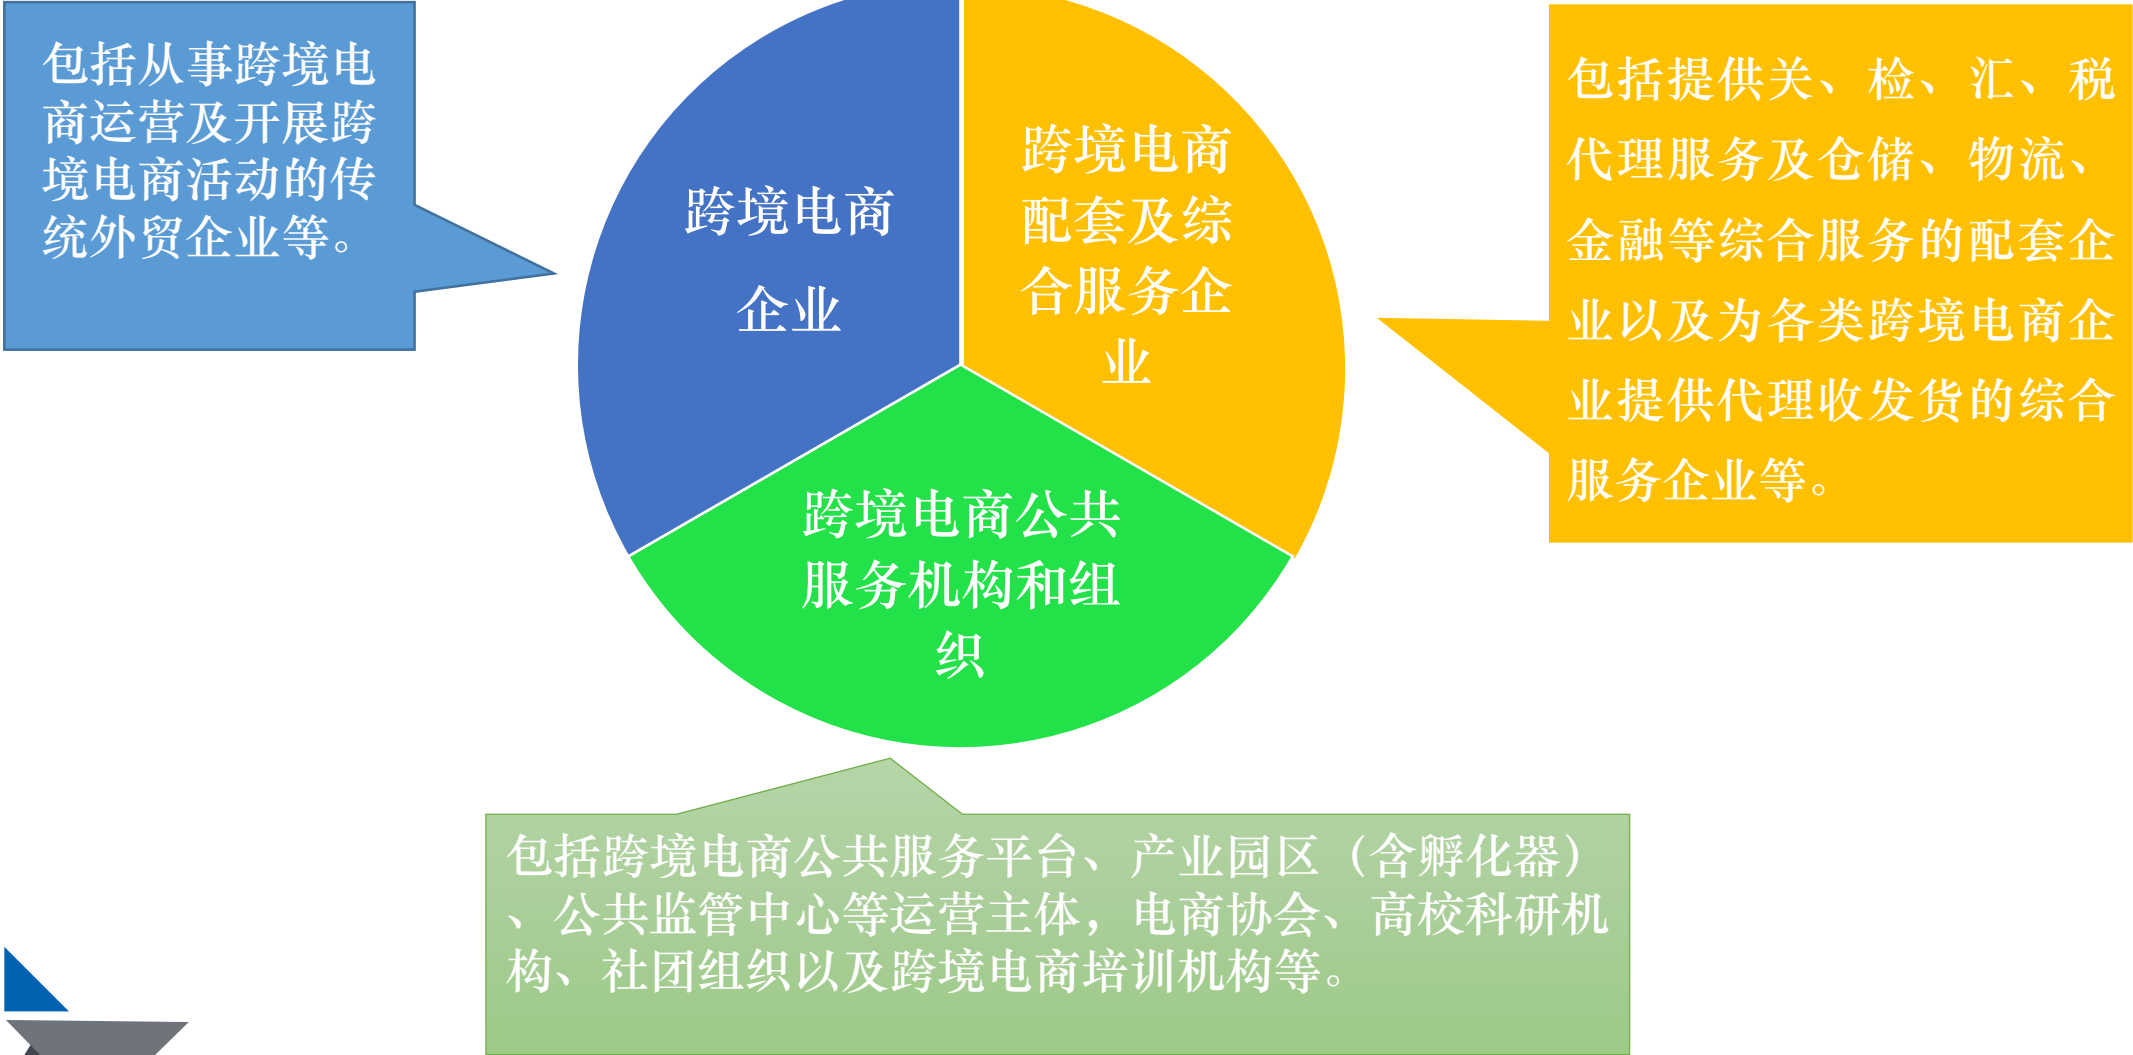 包括从事跨境电
商运营及开展跨
境电商活动的传
统外贸企业等。
跨境电商
企业
跨境电商
配套及综
合服务企
业
包括提供关、检、汇、税
代理服务及仓储、物流、
金融等综合服务的配套企
业以及为各类跨境电商企
业提供代理收发货的综合
服务企业等。
跨境电商公共
服务机构和组
织
包括跨境电商公共服务平台、产业园区（含孵化器）
、公共监管中心等运营主体，电商协会、高校科研机
构、社团组织以及跨境电商培训机构等。